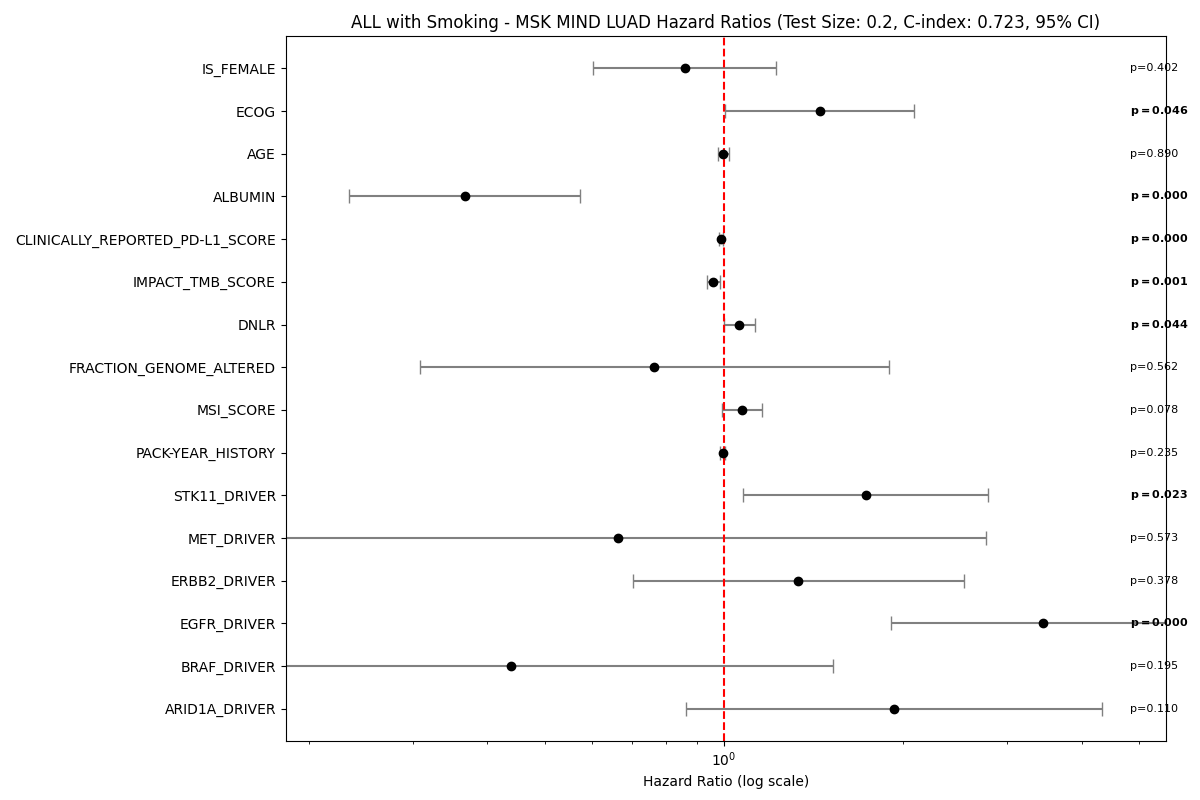 ALL with Smoking - MSK MIND LUAD Hazard Ratios (Test Size: 0.2, C-index: 0.723, 95% CI)
IS_FEMALE p=0.402
ECOG p=0.046
AGE p=0.890
ALBUMIN p=0.000
CLINICALLY_REPORTED_PD-L1_SCORE p=0.000
IMPACT_TMB_SCORE p=0.001
DNLR p=0.044
FRACTION_GENOME_ALTERED p=0.562
MSI_SCORE p=0.078
PACK-YEAR_HISTORY p=0.235
STK11_DRIVER p=0.023
MET_DRIVER p=0.573
ERBB2_DRIVER p=0.378
EGFR_DRIVER p=0.000
BRAF_DRIVER p=0.195
ARID1A_DRIVER p=0.110
10⁰
Hazard Ratio (log scale)